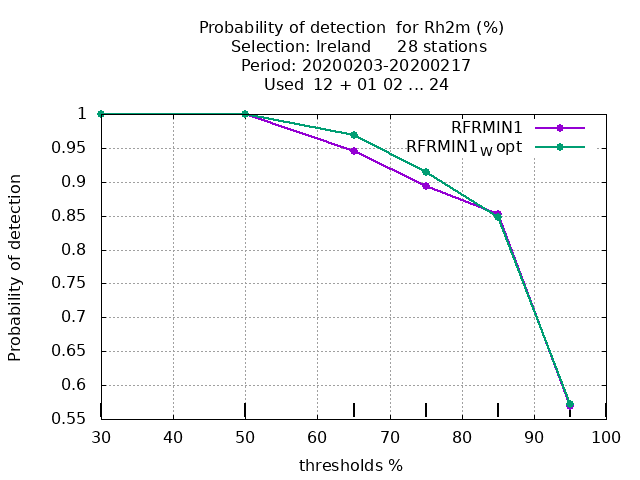 Probability of detection  for Rh2m (%)
Selection: Ireland     28 stations
Period: 20200203-20200217
Used  12 + 01 02 ... 24
RFRMIN1
RFRMIN1W opt
Probability of detection
1
0.95
0.9
0.85
0.8
0.75
0.7
0.65
0.6
0.55
30 40 50 60 70 80 90 100
thresholds %